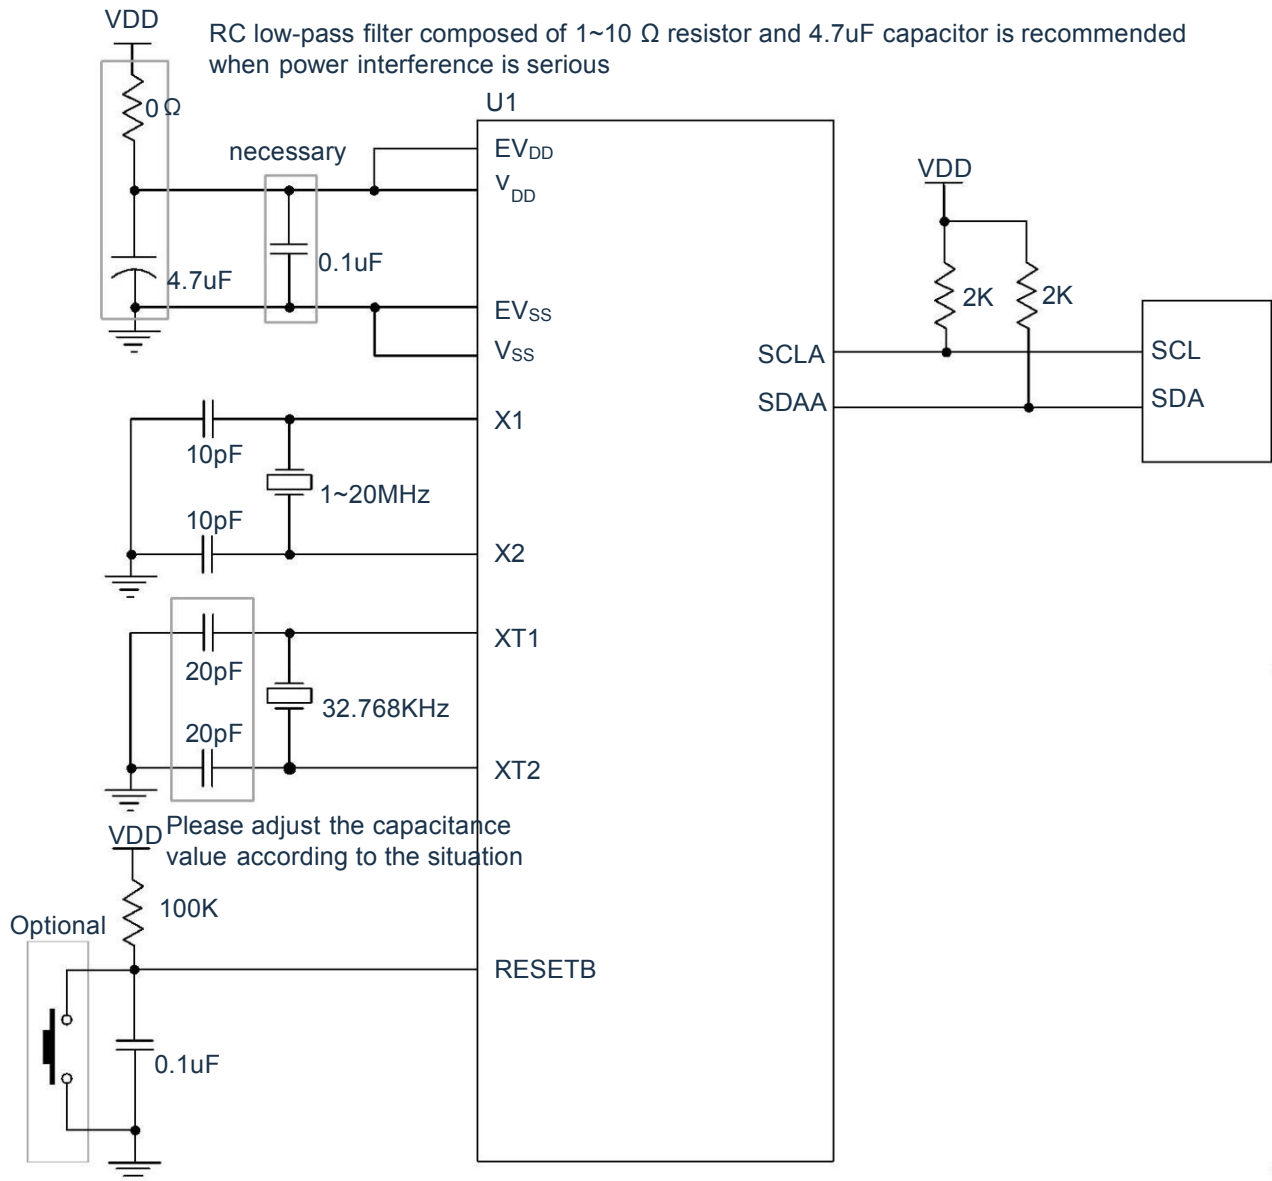 VDD
RC low-pass filter composed of 1~10 Ω resistor and 4.7uF capacitor is recommended
when power interference is serious
0Ω
U1
necessary
EVDD
VDD
0.1uF
4.7uF
EVSS
VSS
VDD
2K
2K
SCLA
SCL
SDAA
SDA
X1
10pF
1~20MHz
10pF
X2
XT1
20pF
32.768KHz
20pF
XT2
VDD
Please adjust the capacitance
value according to the situation
100K
Optional
RESETB
0.1uF